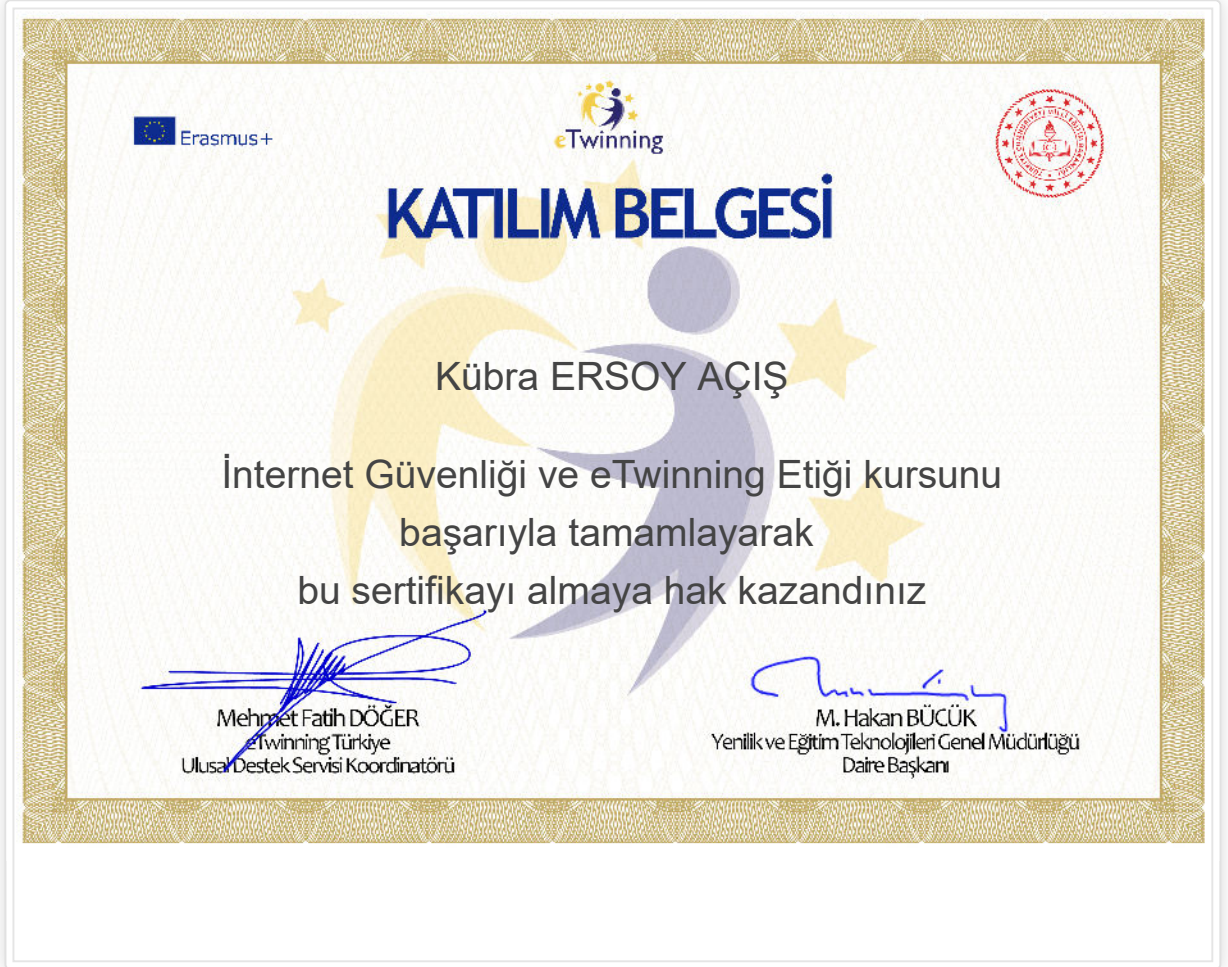 Erasmus+
eTwinning
KATILIM BELGESİ
Kübra ERSOY AÇIŞ
İnternet Güvenliği ve eTwinning Etiği kursunu
başarıyla tamamlayarak
bu sertifikayı almaya hak kazandınız
Mehmet Fatih DÖĞER
eTwinning Türkiye
Ulusal Destek Servisi Koordinatörü
M. Hakan BÜCÜK
Yenilik ve Eğitim Teknolojileri Genel Müdürlüğü
Daire Başkanı